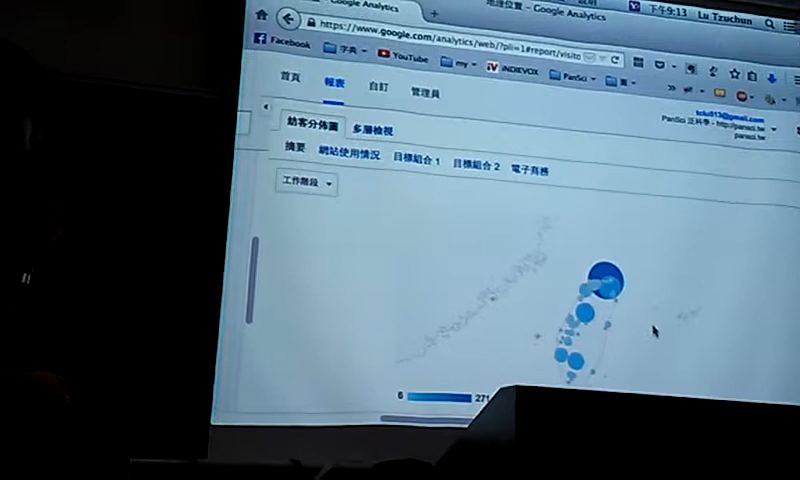 Google Analytics
地理位置 - Google Analytics
下午9:13 Lu Tzuchun
https://www.google.com/analytics/web/?pli=1#report/visito
Facebook 字典 YouTube my iNDIEVOX PanSci
首頁 報表 自訂 管理員
PanSci 泛科學 - http://pansci.tw
pansci.tw
訪客分佈圖 多層檢視
摘要 網站使用情況 目標組合 1 目標組合 2 電子商務
工作階段
6 271